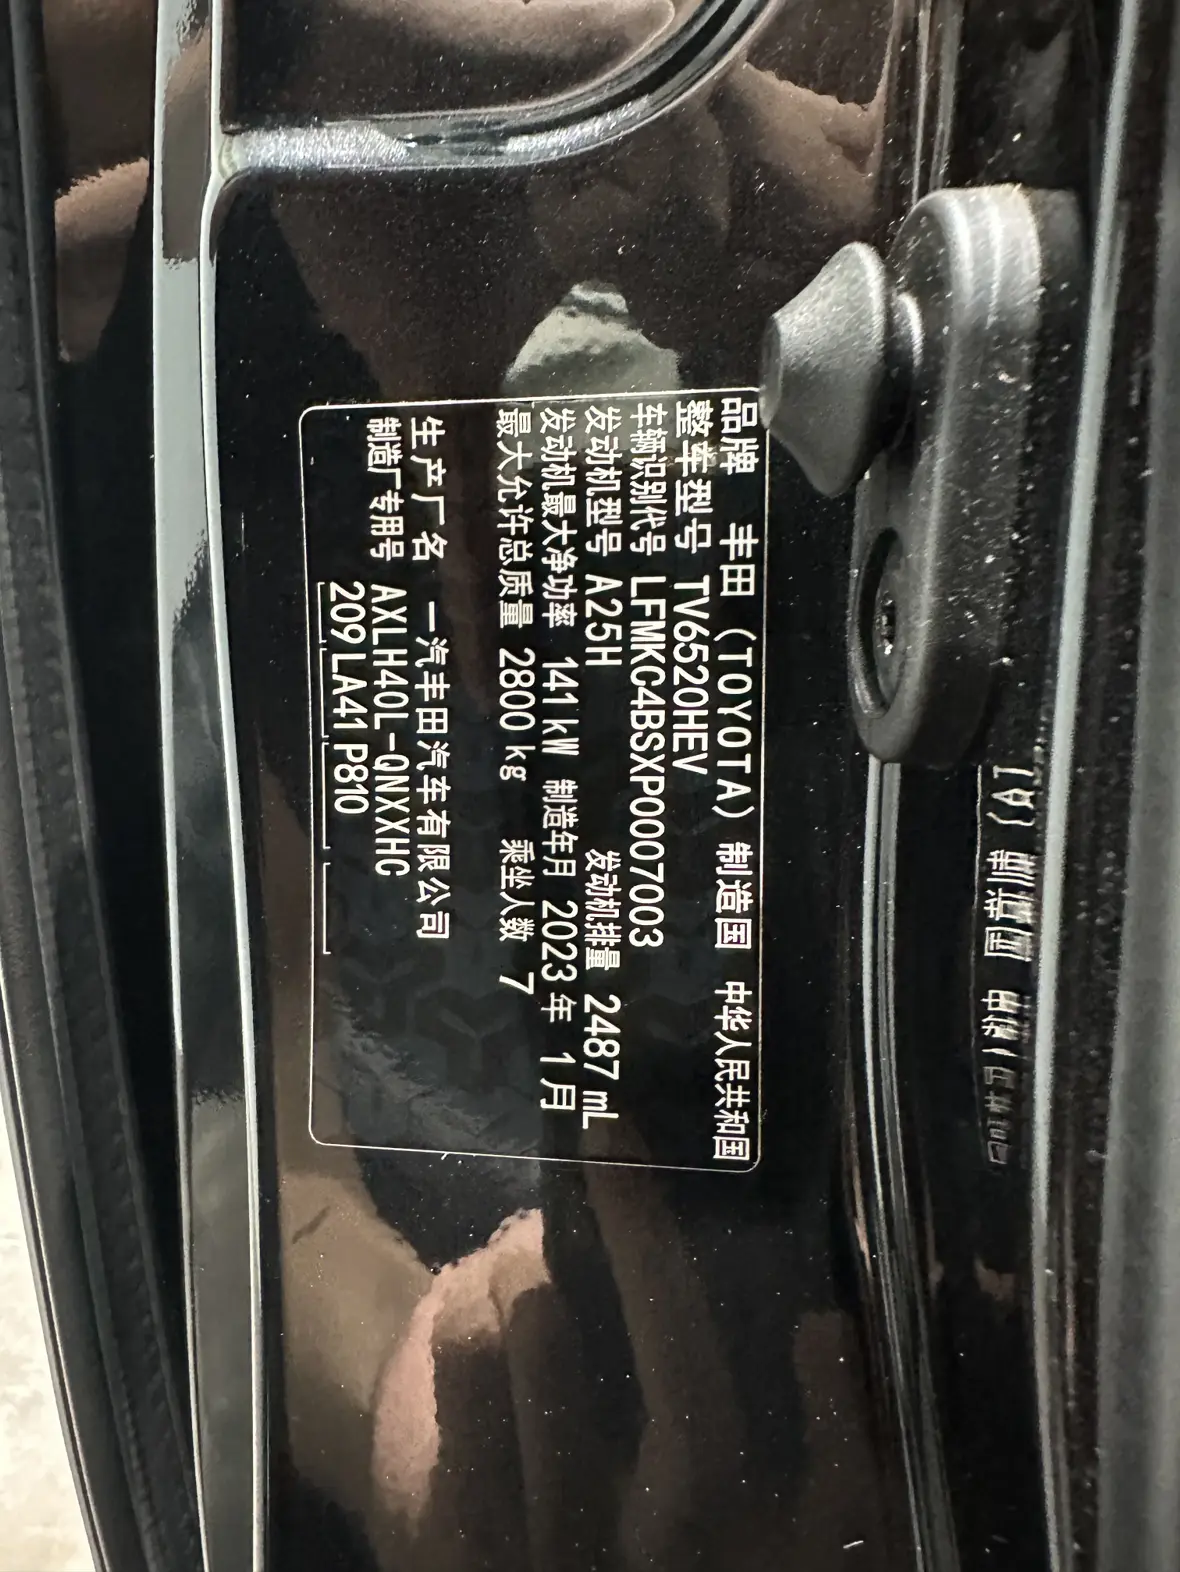 品牌 丰田(TOYOTA) 制造国 中华人民共和国
整车型号 TV6520HEV
车辆识别代号 LFMKC4BSXP0007003
发动机型号 A25H 发动机排量 2487 mL
发动机最大净功率 141 kW 制造年月 2023年 1月
最大允许总质量 2800 kg 乘坐人数 7
生产厂名 一汽丰田汽车有限公司
制造厂专用号 AXLH40L-QNXXHC
209 LA41 P810